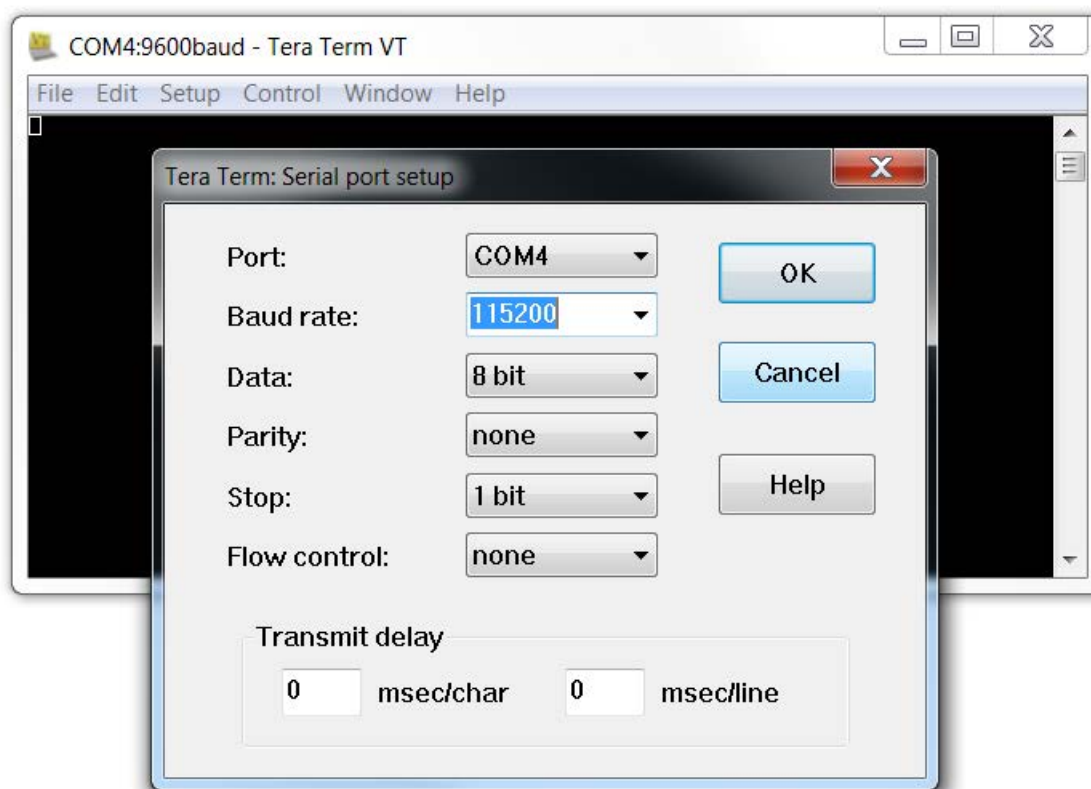 COM4:9600baud - Tera Term VT
File Edit Setup Control Window Help
Tera Term: Serial port setup
Port: COM4
OK
Baud rate: 115200
Data: 8 bit
Cancel
Parity: none
Stop: 1 bit
Help
Flow control: none
Transmit delay
0 msec/char 0 msec/line